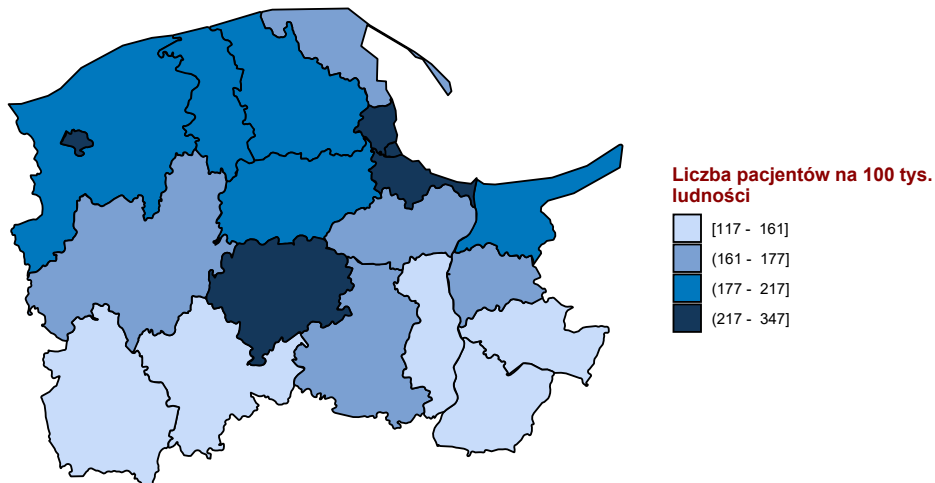 Liczba pacjentów na 100 tys.
ludności
[117 - 161]
(161 - 177]
(177 - 217]
(217 - 347]